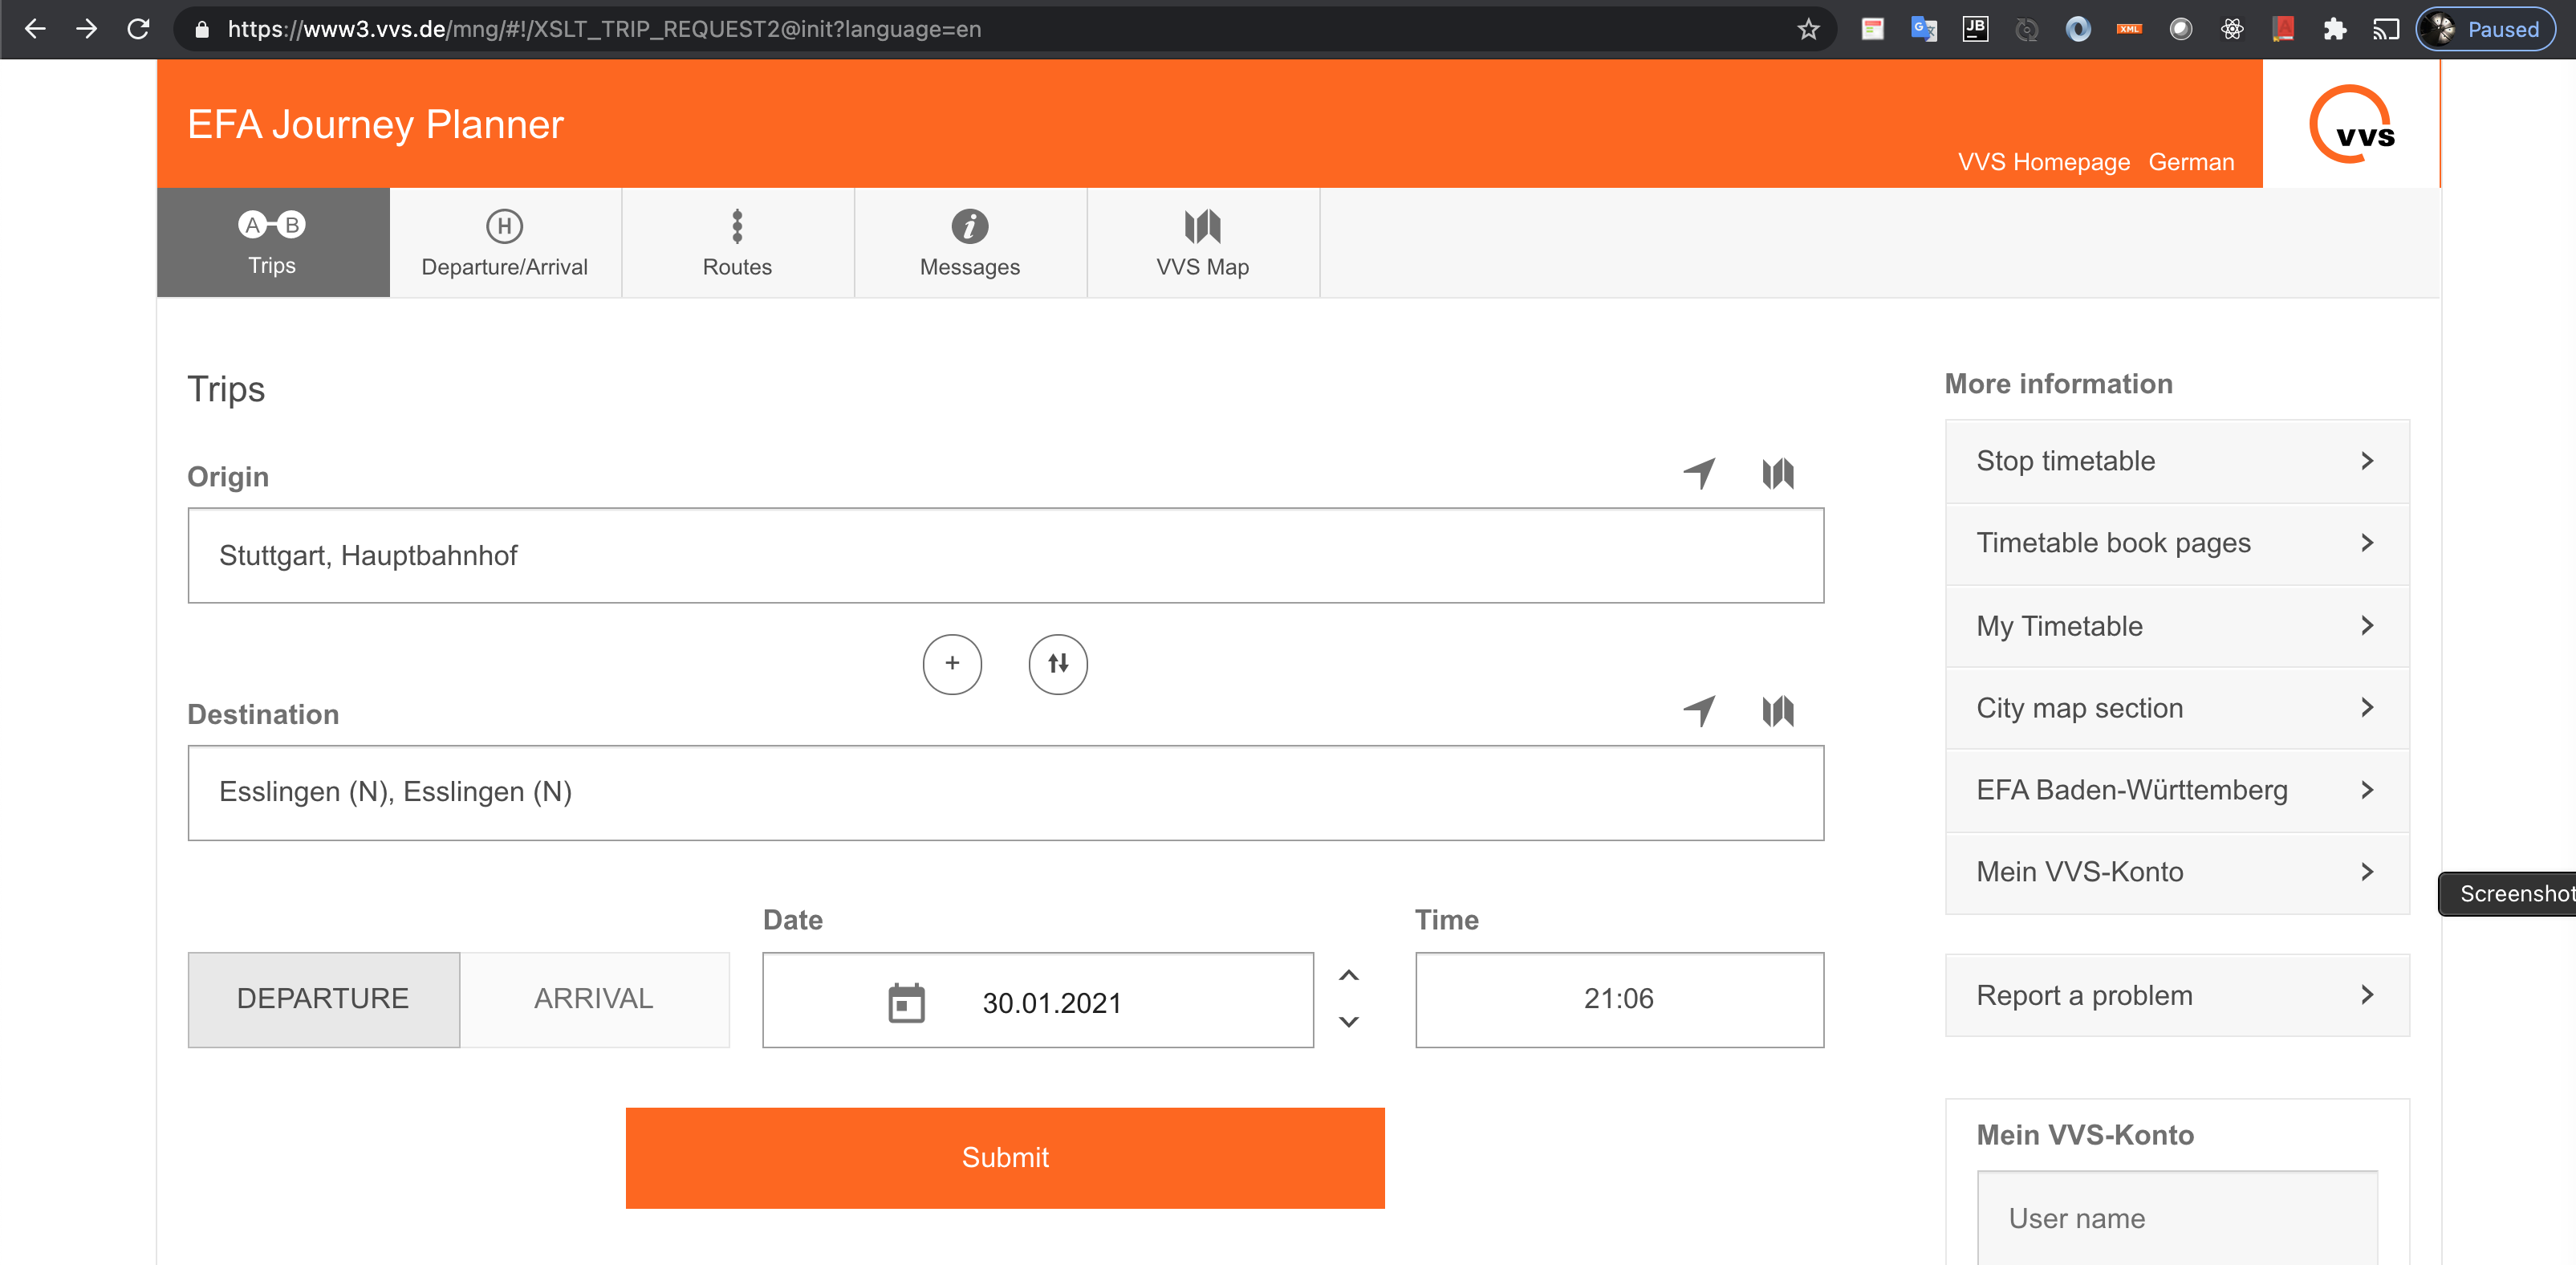 https://www3.vvs.de/mng/#!/XSLT_TRIP_REQUEST2@init?language=en
JB
XML
Paused
EFA Journey Planner
VVS Homepage German
vvs
A B
Trips
H
Departure/Arrival
Routes
i
Messages
VVS Map
Trips
Origin
Stuttgart, Hauptbahnhof
+
Destination
Esslingen (N), Esslingen (N)
DEPARTURE
ARRIVAL
Date
30.01.2021
Time
21:06
Submit
More information
Stop timetable
Timetable book pages
My Timetable
City map section
EFA Baden-Württemberg
Mein VVS-Konto
Report a problem
Mein VVS-Konto
User name
Screenshot